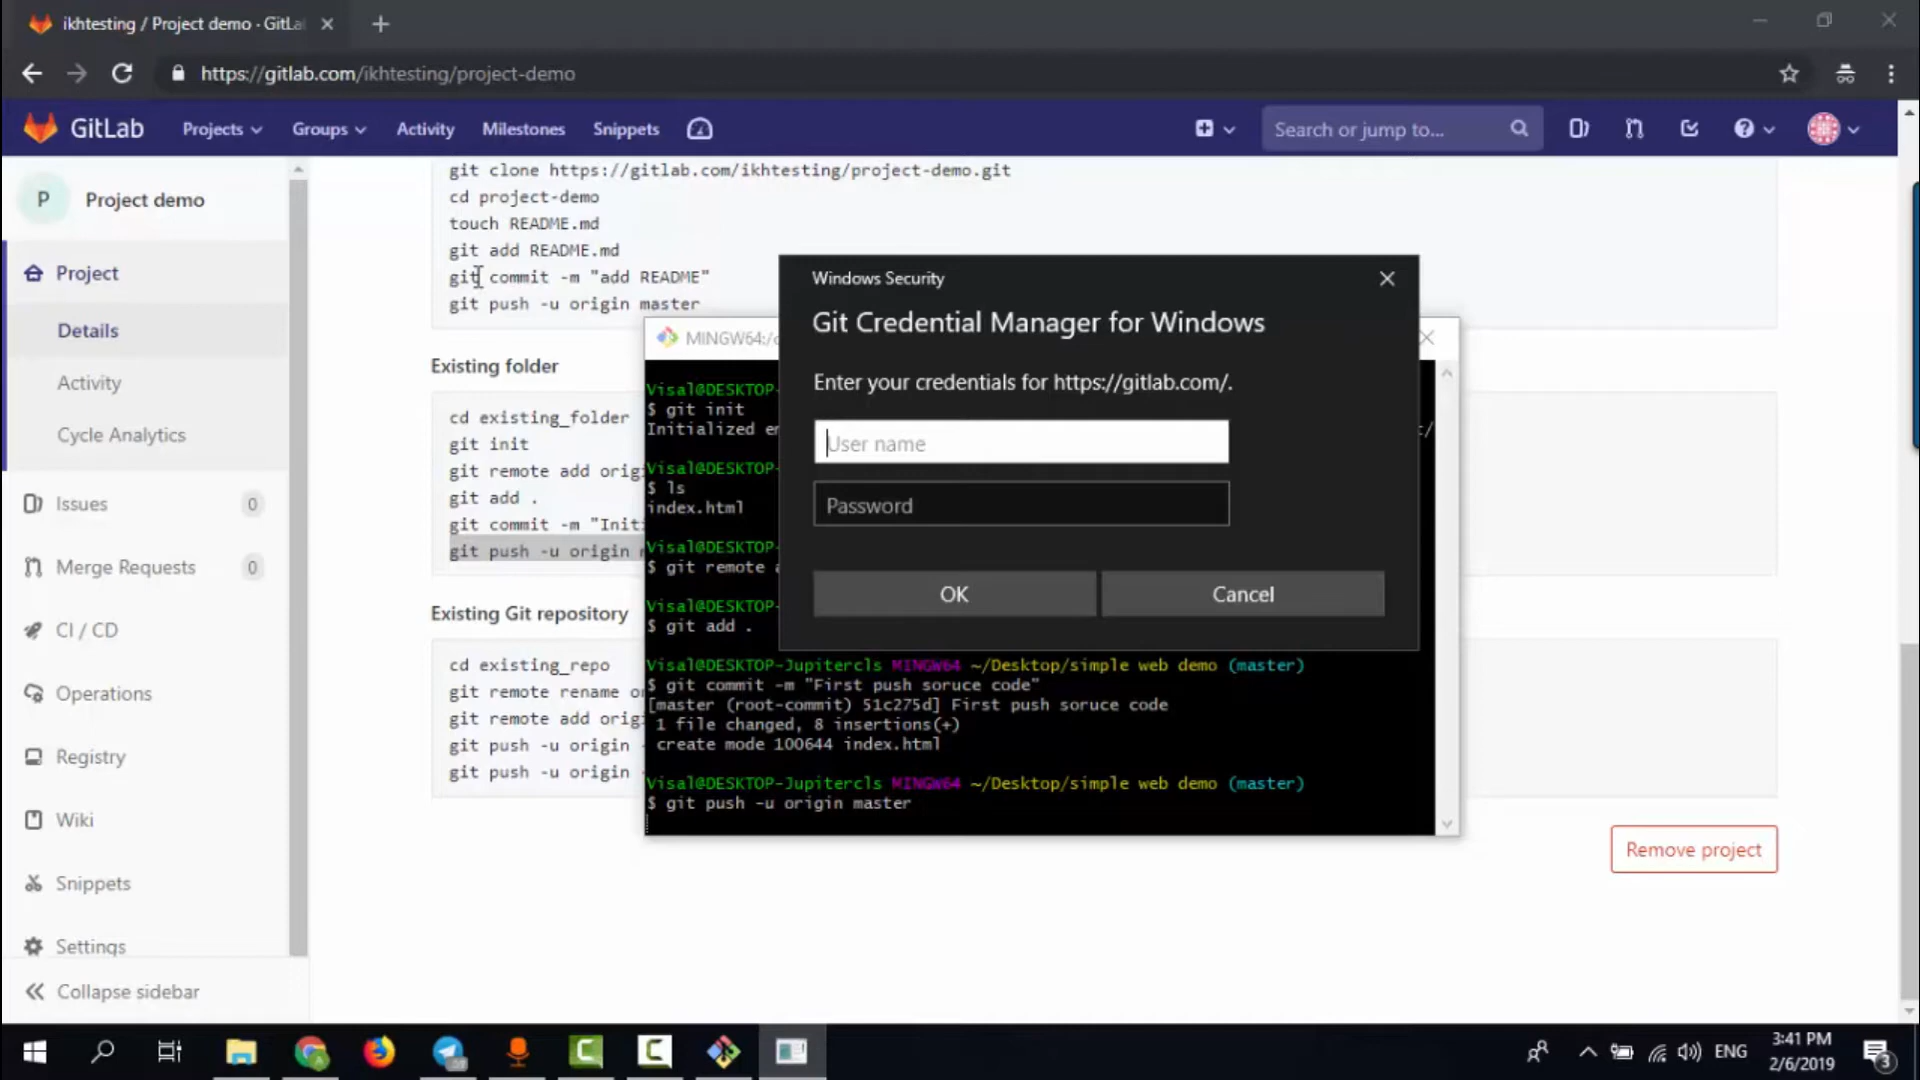 ikhtesting / Project demo · GitLa
https://gitlab.com/ikhtesting/project-demo
GitLab
Projects
Groups
Activity
Milestones
Snippets
Search or jump to...
P
Project demo
Project
Details
Activity
Cycle Analytics
Issues
0
Merge Requests
0
CI / CD
Operations
Registry
Wiki
Snippets
Settings
Collapse sidebar
git clone https://gitlab.com/ikhtesting/project-demo.git
cd project-demo
touch README.md
git add README.md
git commit -m "add README"
git push -u origin master
Existing folder
cd existing_folder
git init
git remote add orig
git add .
git commit -m "Init
git push -u origin
Existing Git repository
cd existing_repo
git remote rename o
git remote add orig
git push -u origin -
git push -u origin -
Remove project
MINGW64:/
Visal@DESKTOP-
$ git init
Initialized e
Visal@DESKTOP-
$ ls
index.html
Visal@DESKTOP-
$ git remote a
Visal@DESKTOP-
$ git add .
Visal@DESKTOP-Jupitercls MINGW64 ~/Desktop/simple web demo (master)
$ git commit -m "First push soruce code"
[master (root-commit) 51c275d] First push soruce code
1 file changed, 8 insertions(+)
create mode 100644 index.html
Visal@DESKTOP-Jupitercls MINGW64 ~/Desktop/simple web demo (master)
$ git push -u origin master
Windows Security
Git Credential Manager for Windows
Enter your credentials for https://gitlab.com/.
User name
Password
OK
Cancel
ENG
3:41 PM
2/6/2019
3